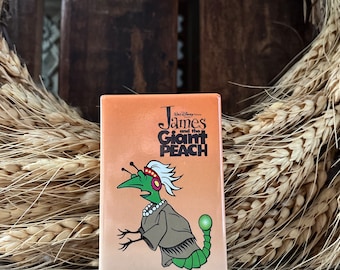 Walt Disney
James
and the
Giant
PEACH